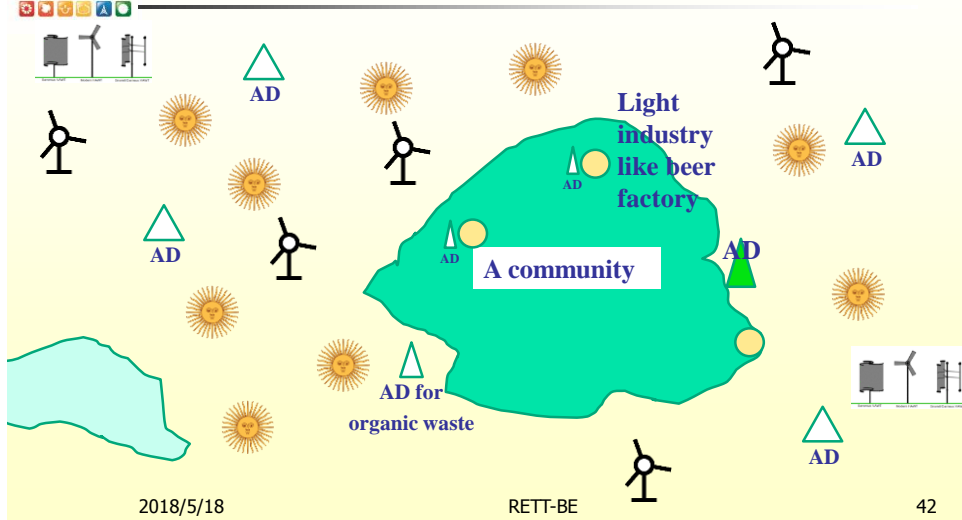 AD
Light
industry
like beer
factory
AD
AD
AD
AD
AD
A community
AD for
organic waste
AD
2018/5/18
RETT-BE
42